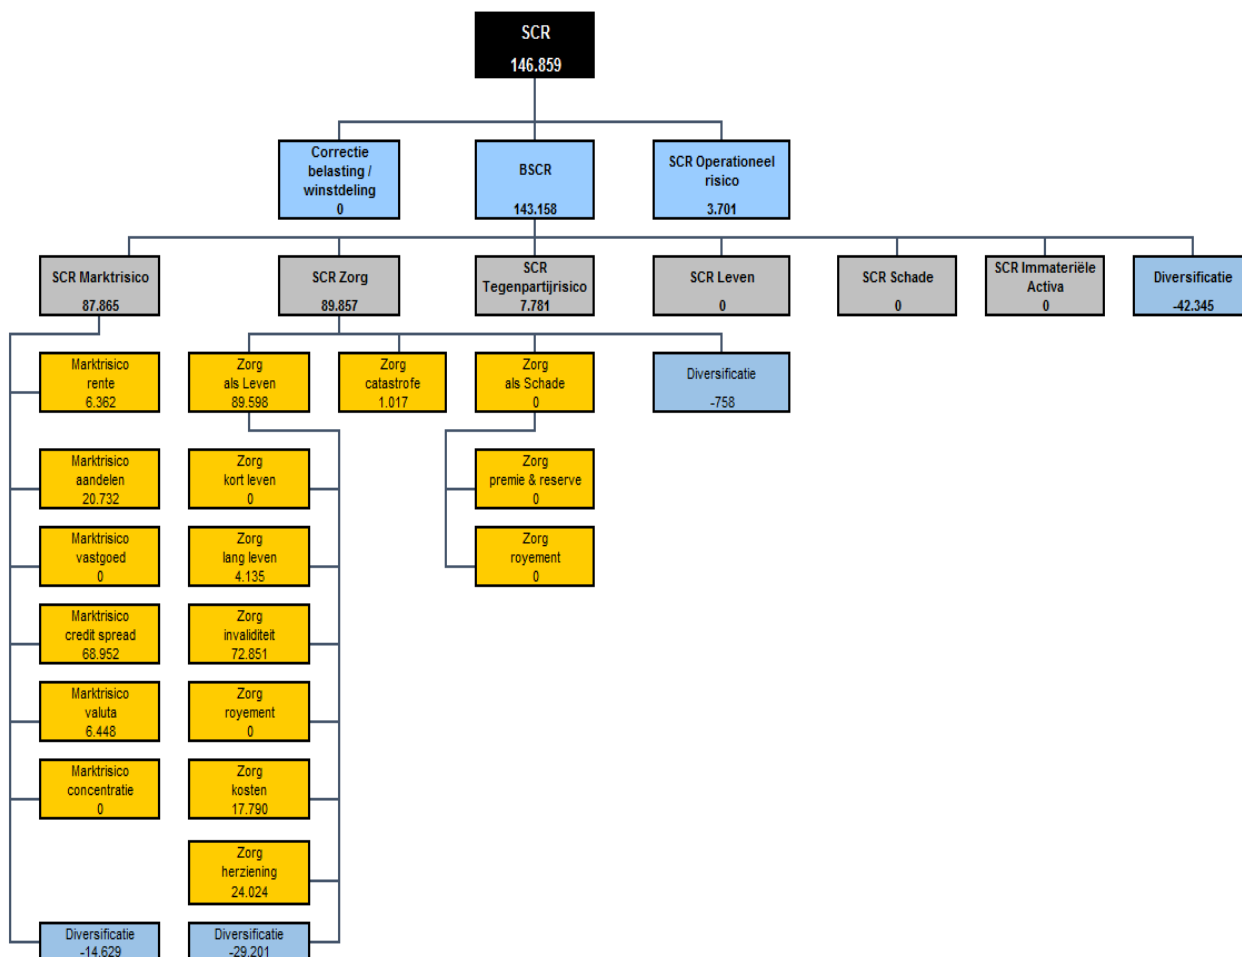 SCR
146.859
Correctie
belasting /
winstdeling
0
BSCR
143.158
SCR Operationeel
risico
3.701
SCR Marktrisico
87.865
SCR Zorg
89.857
SCR
Tegenpartijrisico
7.781
SCR Leven
0
SCR Schade
0
SCR Immateriële
Activa
0
Diversificatie
-42.345
Marktrisico
rente
6.362
Zorg
als Leven
89.598
Zorg
catastrofe
1.017
Zorg
als Schade
0
Diversificatie
-758
Marktrisico
aandelen
20.732
Zorg
kort leven
0
Zorg
premie & reserve
0
Marktrisico
vastgoed
0
Zorg
lang leven
4.135
Zorg
royement
0
Marktrisico
credit spread
68.952
Zorg
invaliditeit
72.851
Marktrisico
valuta
6.448
Zorg
royement
0
Marktrisico
concentratie
0
Zorg
kosten
17.790
Zorg
herziening
24.024
Diversificatie
-14.629
Diversificatie
-29.201